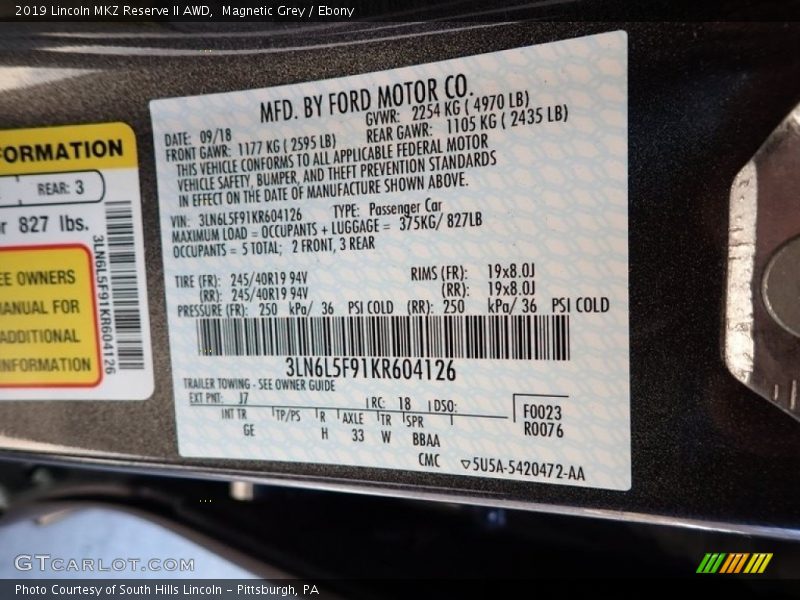 2019 Lincoln MKZ Reserve II AWD,  Magnetic Grey / Ebony
FORMATION
REAR: 3
827 lbs.
EE OWNERS
MANUAL FOR
ADDITIONAL
INFORMATION
3LN6L5F91KR604126
MFD. BY FORD MOTOR CO.
DATE: 09/18 GVWR: 2254 KG ( 4970 LB)
FRONT GAWR: 1177 KG ( 2595 LB) REAR GAWR: 1105 KG ( 2435 LB)
THIS VEHICLE CONFORMS TO ALL APPLICABLE FEDERAL MOTOR
VEHICLE SAFETY, BUMPER, AND THEFT PREVENTION STANDARDS
IN EFFECT ON THE DATE OF MANUFACTURE SHOWN ABOVE.
VIN: 3LN6L5F91KR604126 TYPE: Passenger Car
MAXIMUM LOAD = OCCUPANTS + LUGGAGE = 375KG/ 827LB
OCCUPANTS = 5 TOTAL; 2 FRONT, 3 REAR
TIRE (FR): 245/40R19 94V RIMS (FR): 19x8.0J
(RR): 245/40R19 94V (RR): 19x8.0J
PRESSURE (FR): 250 kPa/ 36 PSI COLD (RR): 250 kPa/ 36 PSI COLD
3LN6L5F91KR604126
TRAILER TOWING - SEE OWNER GUIDE
EXT PNT: J7 RC: 18 DSO:
INT TR TP/PS R AXLE TR SPR
GE H 33 W BBAA
F0023
R0076
CMC ▽5U5A-5420472-AA
GTCARLOT.COM
Photo Courtesy of South Hills Lincoln - Pittsburgh, PA